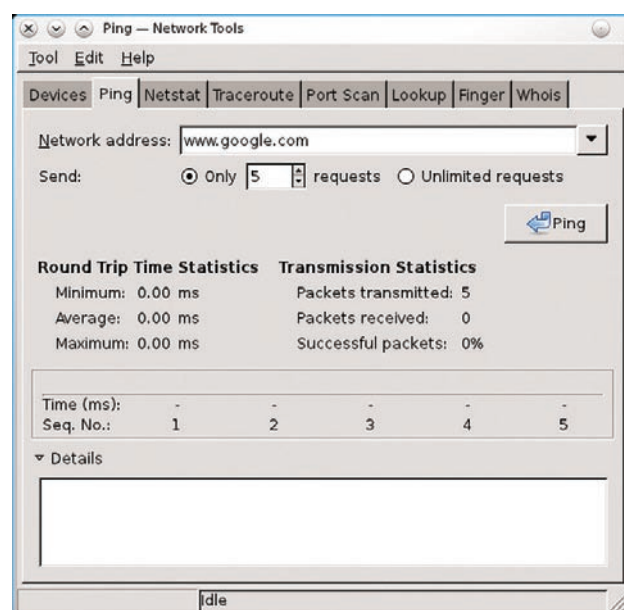 Ping — Network Tools
Tool Edit Help
Devices Ping Netstat Traceroute Port Scan Lookup Finger Whois
Network address: www.google.com
Send: Only 5 requests Unlimited requests
Ping
Round Trip Time Statistics Transmission Statistics
Minimum: 0.00 ms Packets transmitted: 5
Average: 0.00 ms Packets received: 0
Maximum: 0.00 ms Successful packets: 0%
Time (ms): - - - - -
Seq. No.: 1 2 3 4 5
Details
Idle